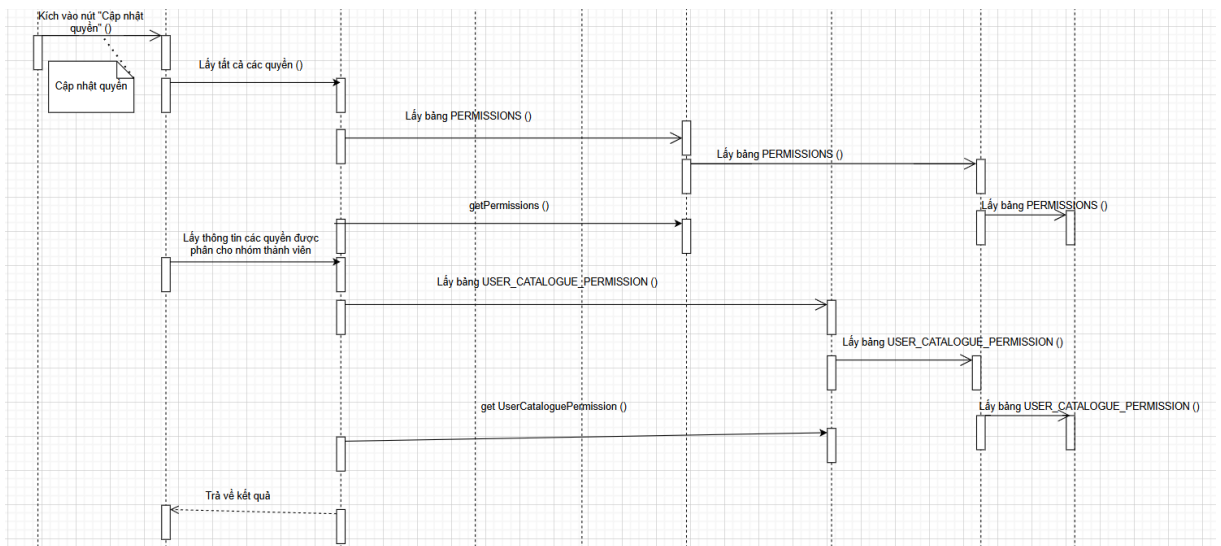 Kích vào nút "Cập nhật
quyền" ()
Cập nhật quyền
Lấy tất cả các quyền ()
Lấy bảng PERMISSIONS ()
Lấy bảng PERMISSIONS ()
getPermissions ()
Lấy bảng PERMISSIONS ()
Lấy thông tin các quyền được
phân cho nhóm thành viên
Lấy bảng USER_CATALOGUE_PERMISSION ()
Lấy bảng USER_CATALOGUE_PERMISSION ()
get UserCataloguePermission ()
Lấy bảng USER_CATALOGUE_PERMISSION ()
Trả về kết quả